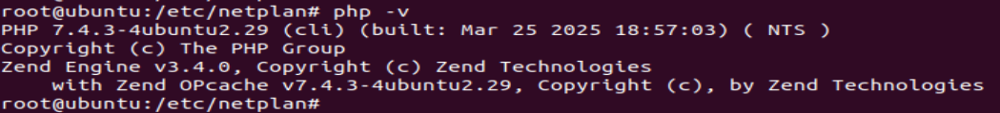 root@ubuntu:/etc/netplan# php -v
PHP 7.4.3-4ubuntu2.29 (cli) (built: Mar 25 2025 18:57:03) ( NTS )
Copyright (c) The PHP Group
Zend Engine v3.4.0, Copyright (c) Zend Technologies
    with Zend OPcache v7.4.3-4ubuntu2.29, Copyright (c), by Zend Technologies
root@ubuntu:/etc/netplan#